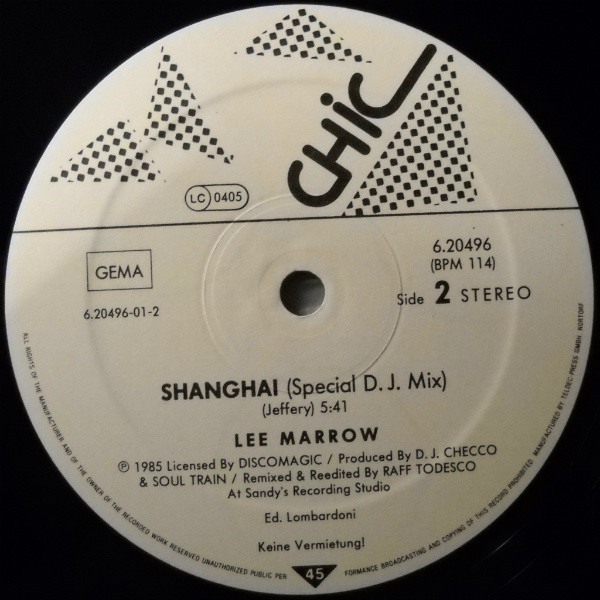 CHIC
LC 0405
GEMA
6.20496-01-2
6.20496
(BPM 114)
Side 2 STEREO
SHANGHAI (Special D. J. Mix)
(Jeffery) 5:41
LEE MARROW
℗ 1985 Licensed By DISCOMAGIC / Produced By D. J. CHECCO
& SOUL TRAIN / Remixed & Reedited By RAFF TODESCO
At Sandy's Recording Studio
Ed. Lombardoni
Keine Vermietung!
45
ALL RIGHTS OF THE MANUFACTURER AND OF THE OWNER OF THE RECORDED WORK RESERVED UNAUTHORIZED PUBLIC PER
FORMANCE BROADCASTING AND COPYING OF THIS RECORD PROHIBITED. MANUFACTURED BY TELDEC-PRESS GMBH. NORTORF